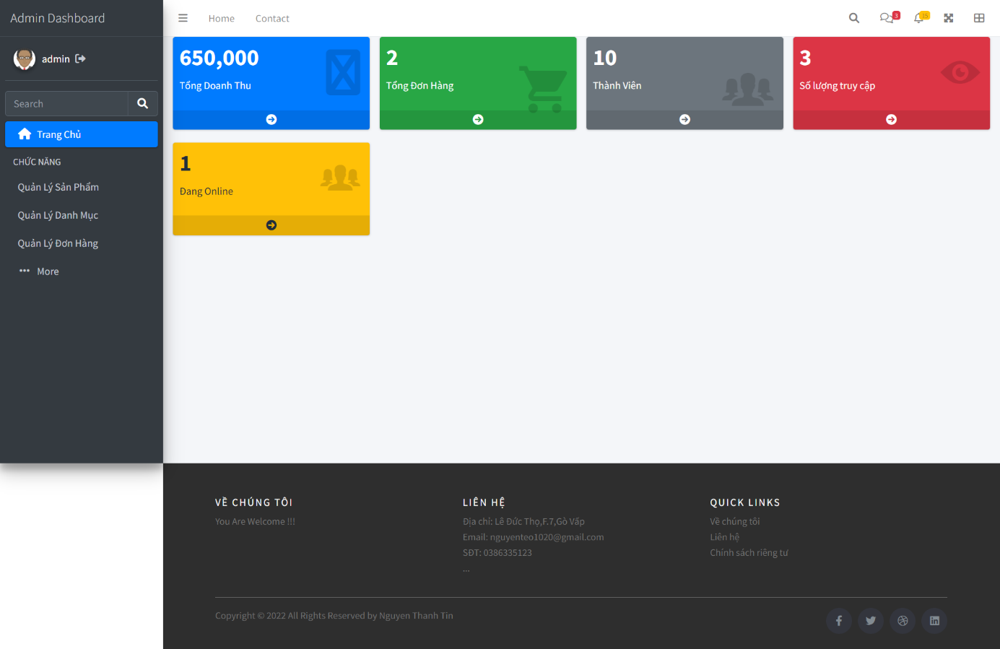 Admin Dashboard
admin
Search
Trang Chủ
CHỨC NĂNG
Quản Lý Sản Phẩm
Quản Lý Danh Mục
Quản Lý Đơn Hàng
More
Home
Contact
3
15
650,000
Tổng Doanh Thu
2
Tổng Đơn Hàng
10
Thành Viên
3
Số lượng truy cập
1
Đang Online
VỀ CHÚNG TÔI
You Are Welcome !!!
LIÊN HỆ
Địa chỉ: Lê Đức Thọ,F.7,Gò Vấp
Email: nguyenteo1020@gmail.com
SĐT: 0386335123
...
QUICK LINKS
Về chúng tôi
Liên hệ
Chính sách riêng tư
Copyright © 2022 All Rights Reserved by Nguyen Thanh Tin